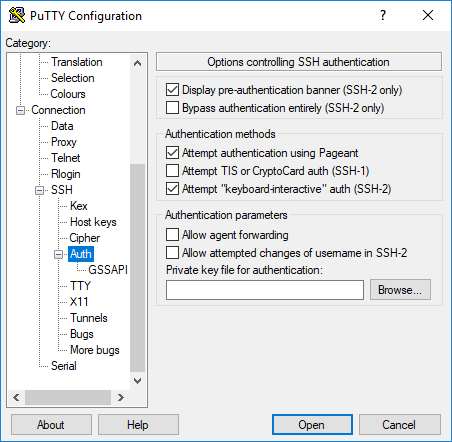 PuTTY Configuration
?
Category:
Translation
Selection
Colours
Connection
Data
Proxy
Telnet
Rlogin
SSH
Kex
Host keys
Cipher
Auth
GSSAPI
TTY
X11
Tunnels
Bugs
More bugs
Serial
Options controlling SSH authentication
Display pre-authentication banner (SSH-2 only)
Bypass authentication entirely (SSH-2 only)
Authentication methods
Attempt authentication using Pageant
Attempt TIS or CryptoCard auth (SSH-1)
Attempt "keyboard-interactive" auth (SSH-2)
Authentication parameters
Allow agent forwarding
Allow attempted changes of username in SSH-2
Private key file for authentication:
Browse...
About
Help
Open
Cancel